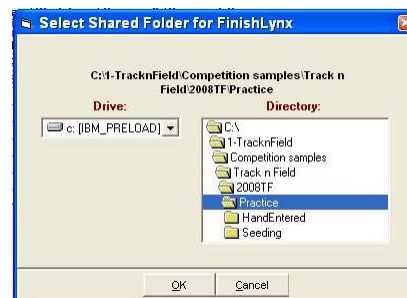 Select Shared Folder for FinishLynx
C:\1-TracknField\Competition samples\Track n
Field\2008TF\Practice
Drive:
Directory:
c: [IBM_PRELOAD]
C:\
1-TracknField
Competition samples
Track n Field
2008TF
Practice
HandEntered
Seeding
OK
Cancel